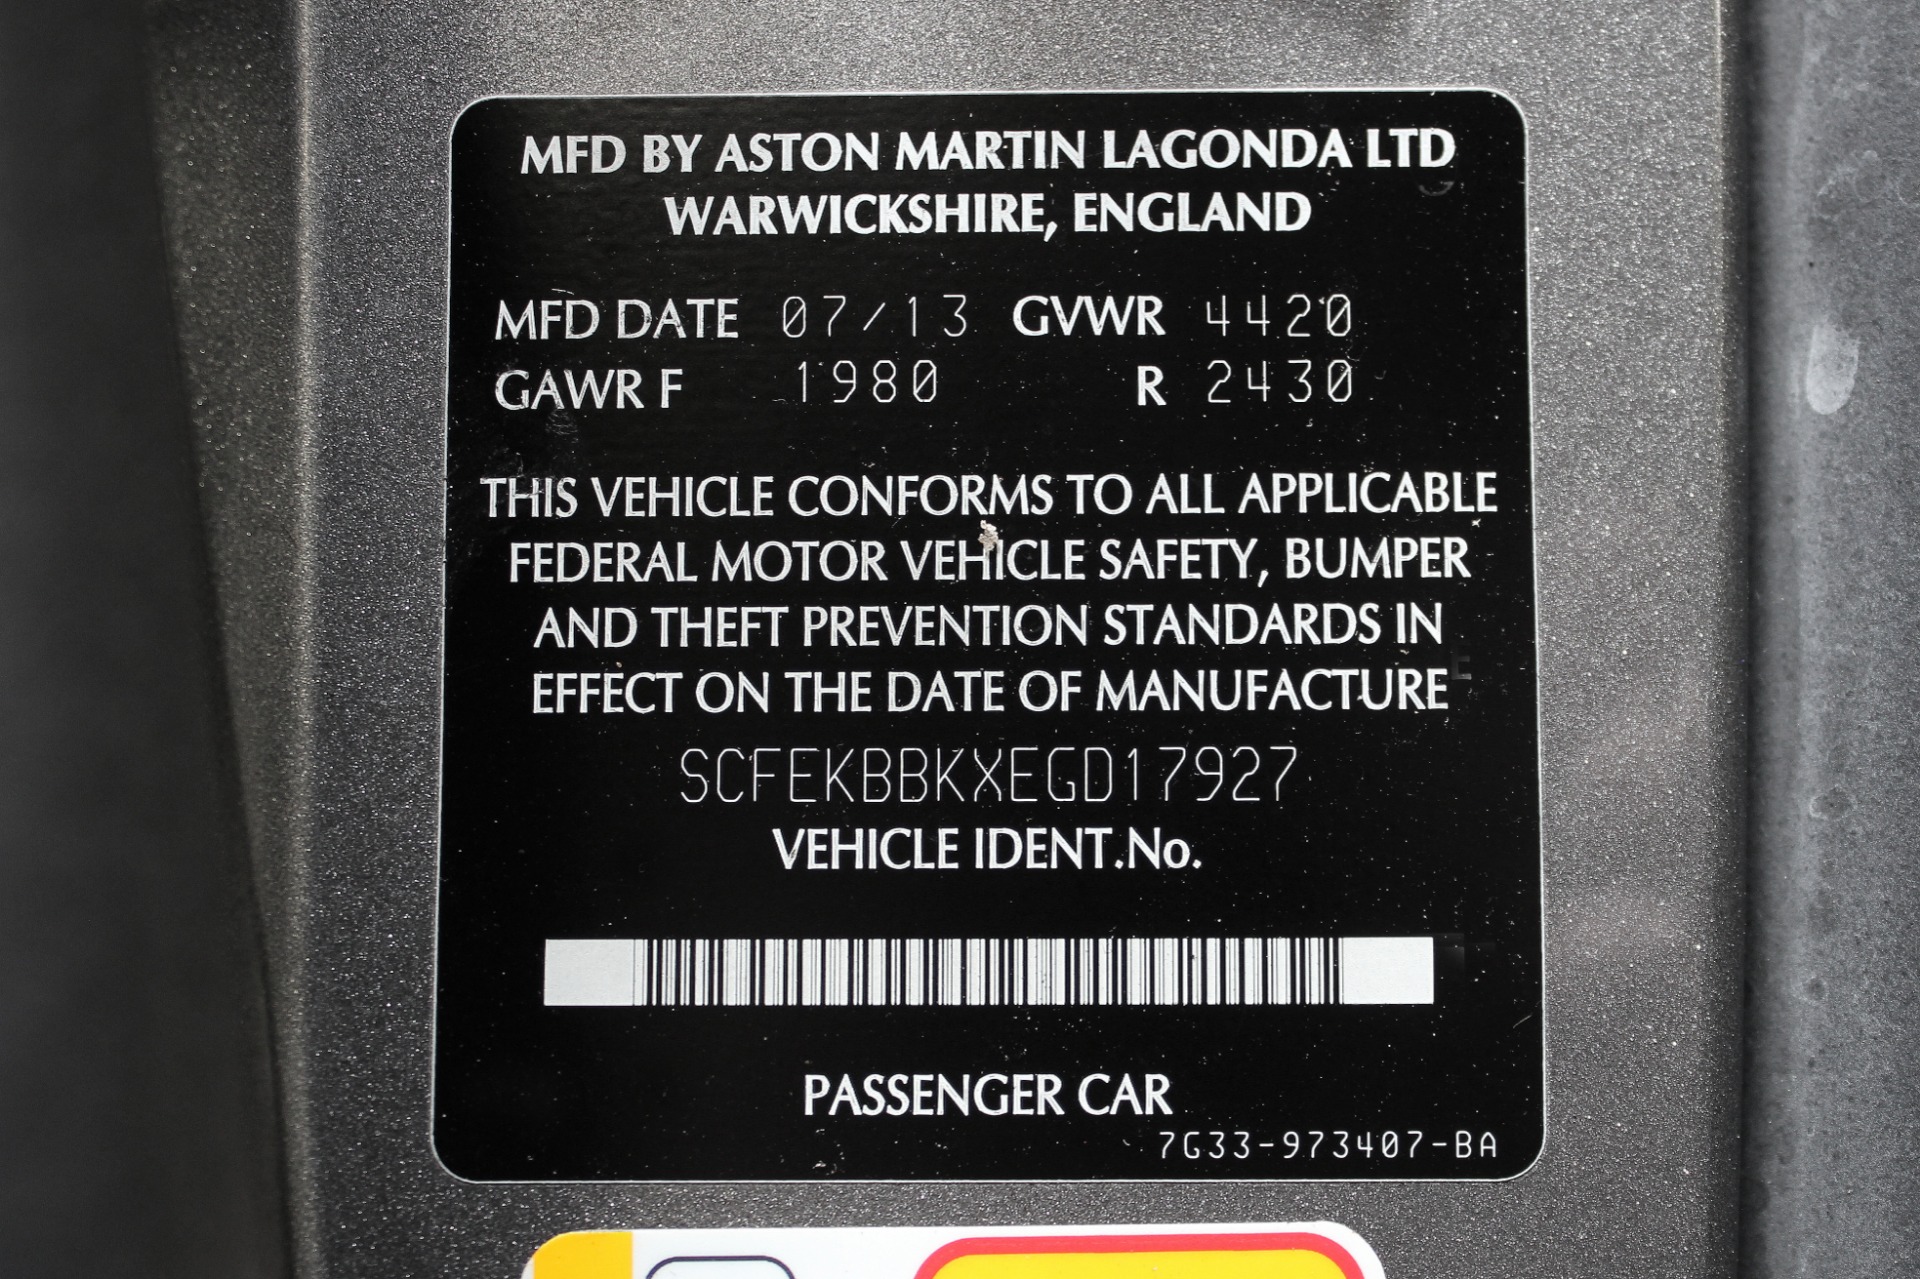 MFD BY ASTON MARTIN LAGONDA LTD
WARWICKSHIRE, ENGLAND
MFD DATE 07/13 GVWR 4420
GAWR F 1980 R 2430
THIS VEHICLE CONFORMS TO ALL APPLICABLE
FEDERAL MOTOR VEHICLE SAFETY, BUMPER
AND THEFT PREVENTION STANDARDS IN
EFFECT ON THE DATE OF MANUFACTURE
SCFEKBBKXEGD17927
VEHICLE IDENT.No.
PASSENGER CAR
7G33-973407-BA